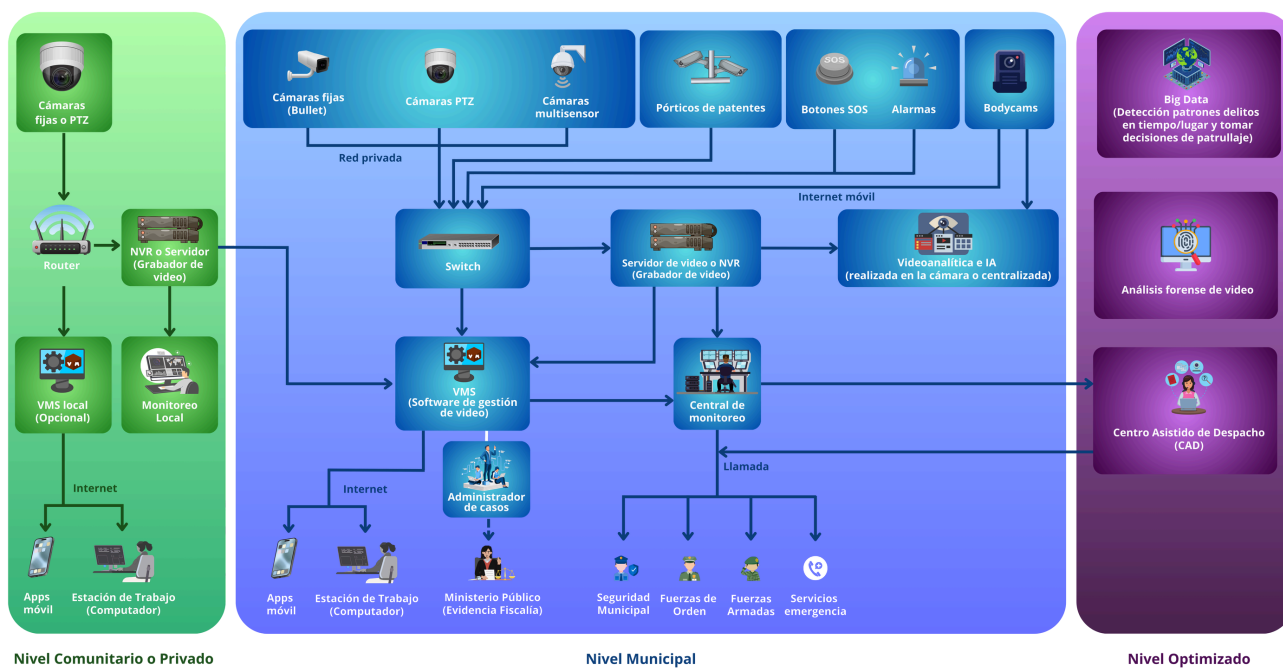 Cámaras
fijas o PTZ
Router
NVR o Servidor
(Grabador de
video)
VMS local
(Opcional)
Monitoreo
Local
Internet
Apps
móvil
Estación de Trabajo
(Computador)
Nivel Comunitario o Privado
Cámaras fijas
(Bullet)
Cámaras PTZ
Cámaras
multisensor
Pórticos de patentes
SOS
Botones SOS
Alarmas
Bodycams
Red privada
Internet móvil
Switch
Servidor de video o NVR
(Grabador de video)
Videoanalítica e IA
(realizada en la cámara o centralizada)
VMS
(Software de gestión
de video)
Central de
monitoreo
Llamada
Internet
Administrador
de casos
Apps
móvil
Estación de Trabajo
(Computador)
Ministerio Público
(Evidencia Fiscalía)
Seguridad
Municipal
Fuerzas de
Orden
Fuerzas
Armadas
Servicios
emergencia
Nivel Municipal
Big Data
(Detección patrones delitos
en tiempo/lugar y tomar
decisiones de patrullaje)
Análisis forense de video
Centro Asistido de Despacho
(CAD)
Nivel Optimizado